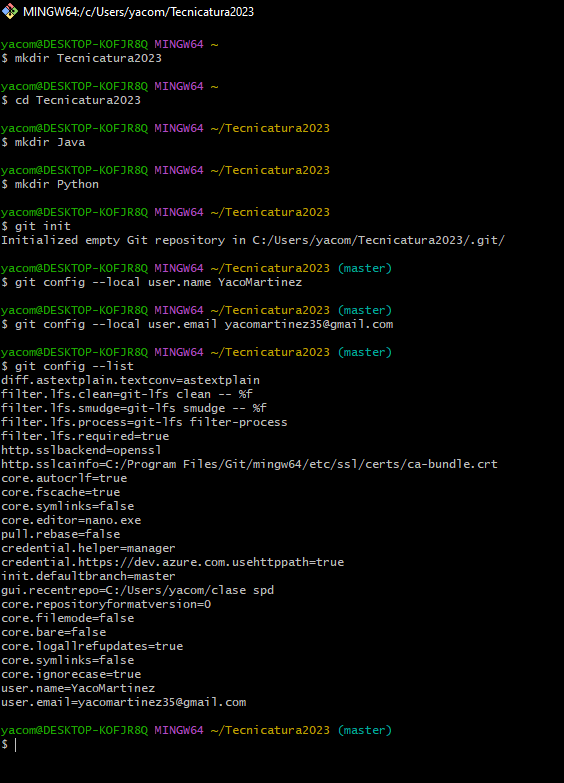 MINGW64:/c/Users/yacom/Tecnicatura2023
yacom@DESKTOP-KOFJR8Q MINGW64 ~
$ mkdir Tecnicatura2023
yacom@DESKTOP-KOFJR8Q MINGW64 ~
$ cd Tecnicatura2023
yacom@DESKTOP-KOFJR8Q MINGW64 ~/Tecnicatura2023
$ mkdir Java
yacom@DESKTOP-KOFJR8Q MINGW64 ~/Tecnicatura2023
$ mkdir Python
yacom@DESKTOP-KOFJR8Q MINGW64 ~/Tecnicatura2023
$ git init
Initialized empty Git repository in C:/Users/yacom/Tecnicatura2023/.git/
yacom@DESKTOP-KOFJR8Q MINGW64 ~/Tecnicatura2023 (master)
$ git config --local user.name YacoMartinez
yacom@DESKTOP-KOFJR8Q MINGW64 ~/Tecnicatura2023 (master)
$ git config --local user.email yacomartinez35@gmail.com
yacom@DESKTOP-KOFJR8Q MINGW64 ~/Tecnicatura2023 (master)
$ git config --list
diff.astextplain.textconv=astextplain
filter.lfs.clean=git-lfs clean -- %f
filter.lfs.smudge=git-lfs smudge -- %f
filter.lfs.process=git-lfs filter-process
filter.lfs.required=true
http.sslbackend=openssl
http.sslcainfo=C:/Program Files/Git/mingw64/etc/ssl/certs/ca-bundle.crt
core.autocrlf=true
core.fscache=true
core.symlinks=false
core.editor=nano.exe
pull.rebase=false
credential.helper=manager
credential.https://dev.azure.com.usehttppath=true
init.defaultbranch=master
gui.recentrepo=C:/Users/yacom/clase spd
core.repositoryformatversion=0
core.filemode=false
core.bare=false
core.logallrefupdates=true
core.symlinks=false
core.ignorecase=true
user.name=YacoMartinez
user.email=yacomartinez35@gmail.com
yacom@DESKTOP-KOFJR8Q MINGW64 ~/Tecnicatura2023 (master)
$